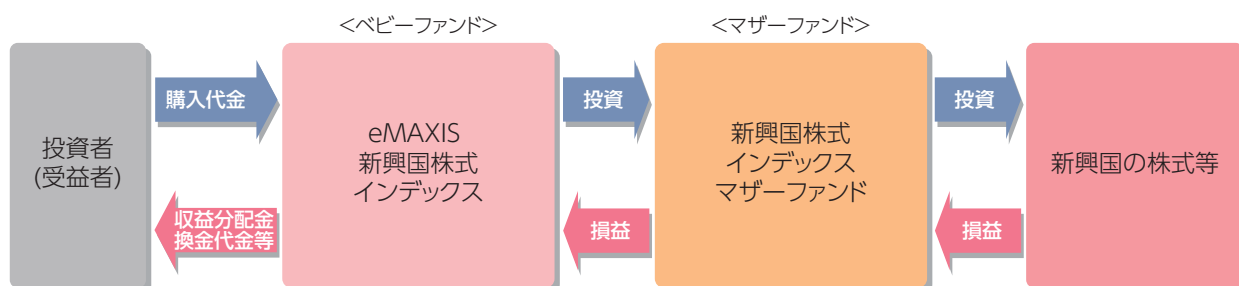 <ベビーファンド>
<マザーファンド>
投資者
(受益者)
購入代金
収益分配金
換金代金等
eMAXIS
新興国株式
インデックス
投資
損益
新興国株式
インデックス
マザーファンド
投資
損益
新興国の株式等